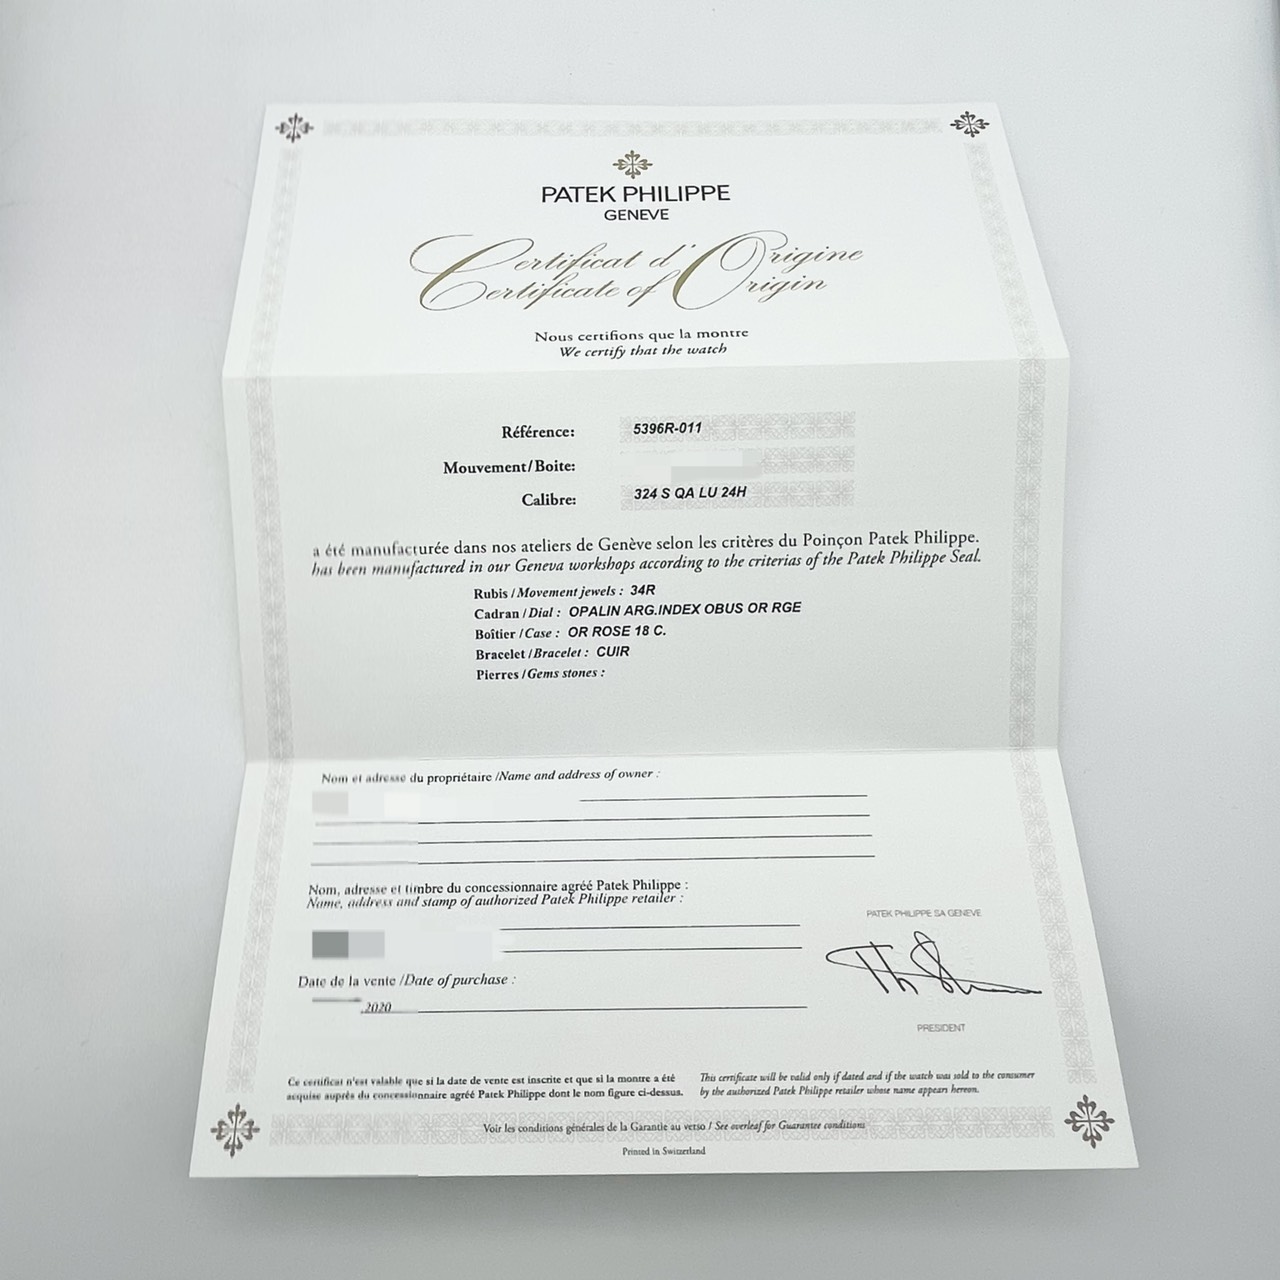 PATEK PHILIPPE
GENEVE
Certificat d'Origine
Certificate of Origin
Nous certifions que la montre
We certify that the watch
Référence: 5396R-011
Mouvement/Boite:
Calibre: 324 S QA LU 24H
a été manufacturée dans nos ateliers de Genève selon les critères du Poinçon Patek Philippe.
has been manufactured in our Geneva workshops according to the criterias of the Patek Philippe Seal.
Rubis / Movement jewels : 34R
Cadran / Dial : OPALIN ARG.INDEX OBUS OR RGE
Boîtier / Case : OR ROSE 18 C.
Bracelet / Bracelet : CUIR
Pierres / Gems stones :
Nom et adresse du propriétaire /Name and address of owner :
Nom, adresse et timbre du concessionnaire agréé Patek Philippe :
Name, address and stamp of authorized Patek Philippe retailer :
PATEK PHILIPPE SA GENEVE
Date de la vente /Date of purchase :
.2020
PRESIDENT
Ce certificat n'est valable que si la date de vente est inscrite et que si la montre a été
acquise auprès du concessionnaire agréé Patek Philippe dont le nom figure ci-dessus.
This certificate will be valid only if dated and if the watch was sold to the consumer
by the authorized Patek Philippe retailer whose name appears hereon.
Voir les conditions générales de la Garantie au verso / See overleaf for Guarantee conditions
Printed in Switzerland